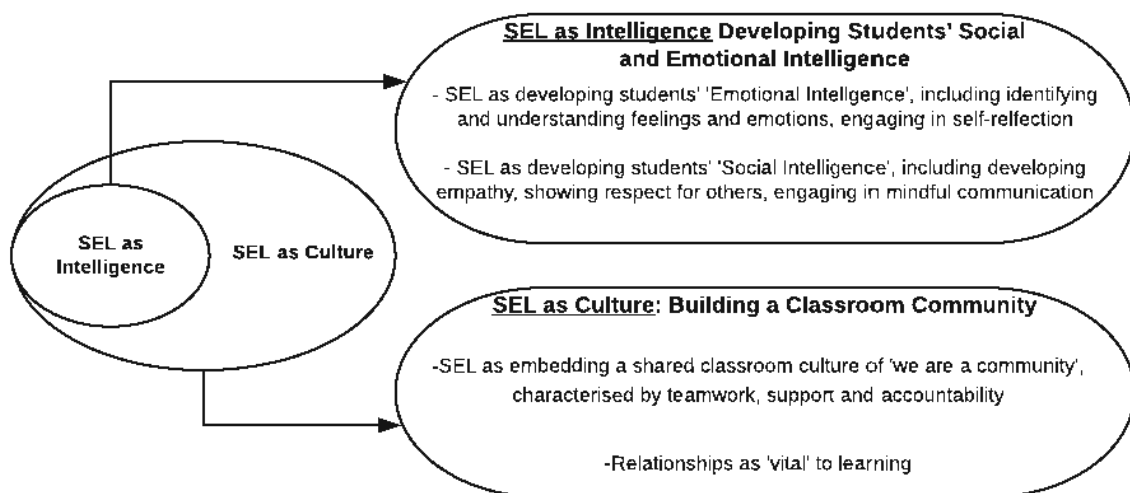 SEL as Intelligence Developing Students' Social
and Emotional Intelligence
- SEL as developing students' 'Emotional Intellgence', including identifying
and understanding feelings and emotions, engaging in self-relfection
- SEL as developing students' 'Social Intelligence', including developing
empathy, showing respect for others, engaging in mindful communication
SEL as
Intelligence
SEL as Culture
SEL as Culture: Building a Classroom Community
-SEL as embedding a shared classroom culture of 'we are a community',
characterised by teamwork, support and accountability
-Relationships as 'vital' to learning